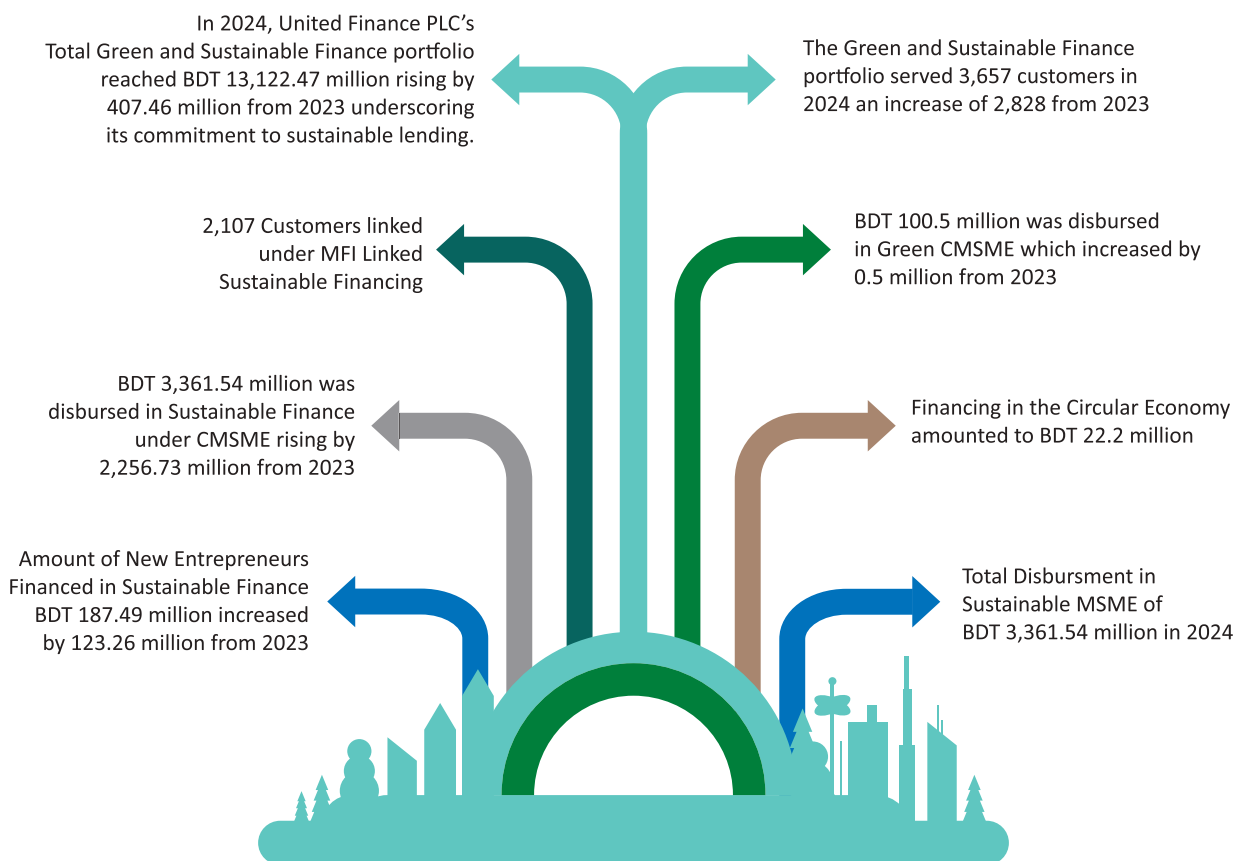 In 2024, United Finance PLC's
Total Green and Sustainable Finance portfolio
reached BDT 13,122.47 million rising by
407.46 million from 2023 underscoring
its commitment to sustainable lending.
The Green and Sustainable Finance
portfolio served 3,657 customers in
2024 an increase of 2,828 from 2023
2,107 Customers linked
under MFI Linked
Sustainable Financing
BDT 100.5 million was disbursed
in Green CMSME which increased by
0.5 million from 2023
BDT 3,361.54 million was
disbursed in Sustainable Finance
under CMSME rising by
2,256.73 million from 2023
Financing in the Circular Economy
amounted to BDT 22.2 million
Amount of New Entrepreneurs
Financed in Sustainable Finance
BDT 187.49 million increased
by 123.26 million from 2023
Total Disbursment in
Sustainable MSME of
BDT 3,361.54 million in 2024